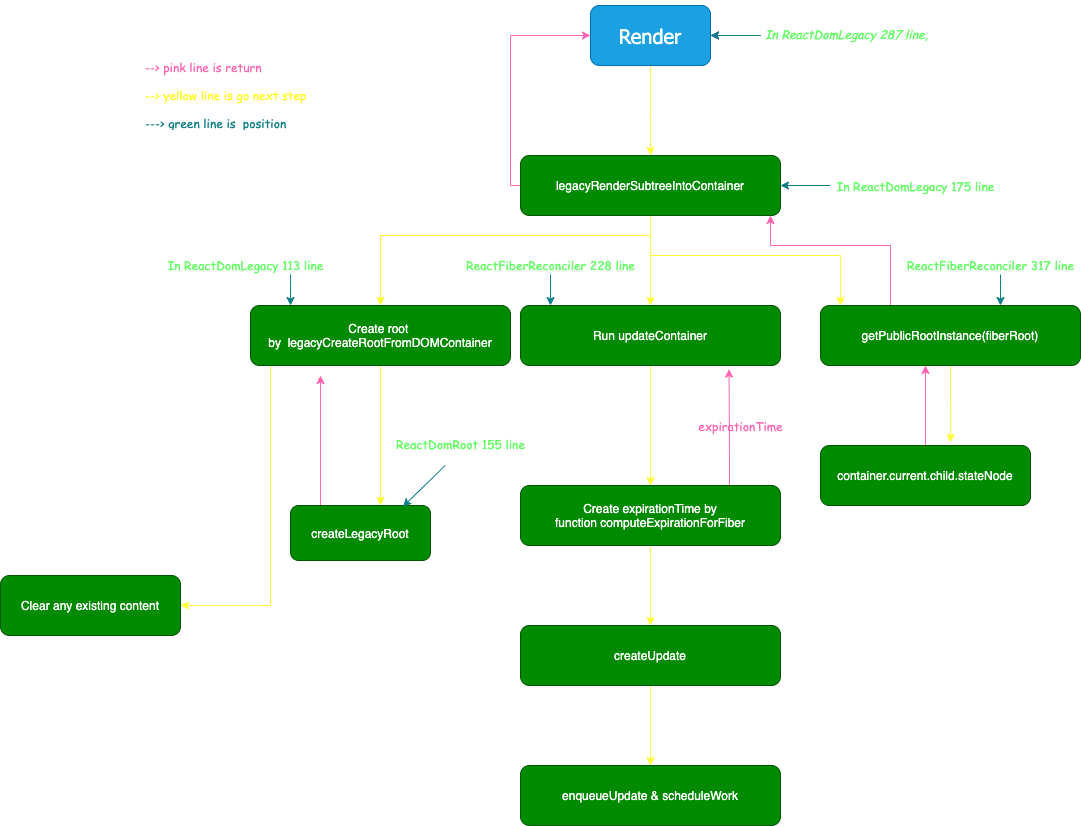 Render
In ReactDomLegacy 287 line,
--> pink line is return
--> yellow line is go next step
---> green line is  position
legacyRenderSubtreeIntoContainer
In ReactDomLegacy 175 line
In ReactDomLegacy 113 line
ReactFiberReconciler 228 line
ReactFiberReconciler 317 line
Create root
by  legacyCreateRootFromDOMContainer
Run updateContainer
getPublicRootInstance(fiberRoot)
expirationTime
ReactDomRoot 155 line
container.current.child.stateNode
Create expirationTime by
function computeExpirationForFiber
createLegacyRoot
Clear any existing content
createUpdate
enqueueUpdate & scheduleWork